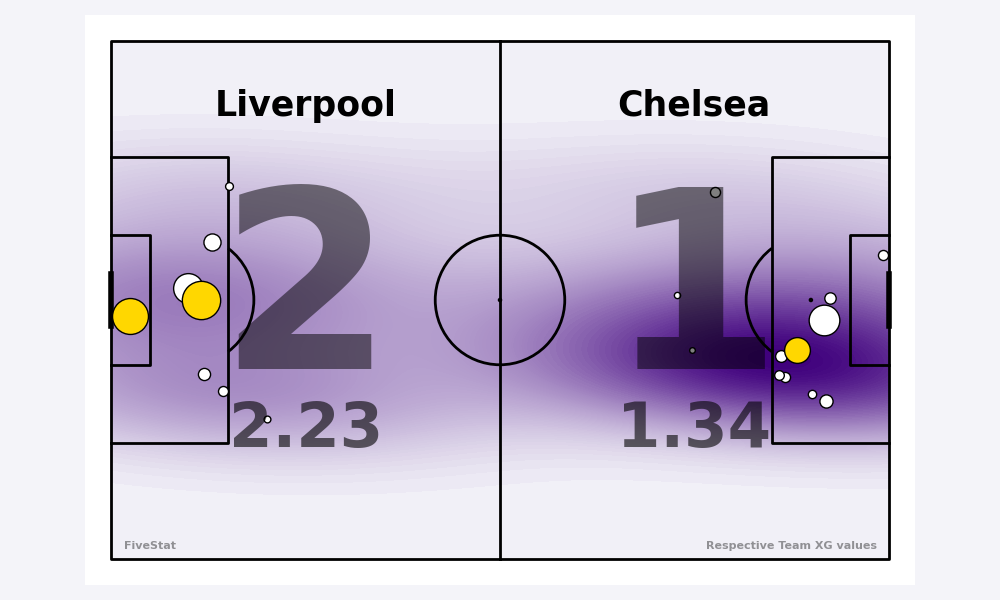 Liverpool
Chelsea
2
1
2.23
1.34
FiveStat
Respective Team XG values